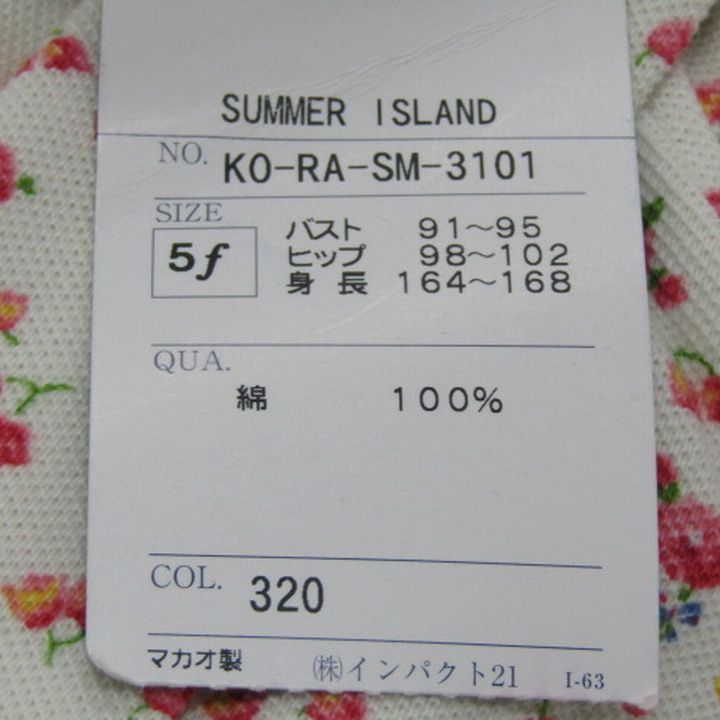 SUMMER ISLAND
NO. KO-RA-SM-3101
SIZE
5f
バスト 91〜95
ヒップ 98〜102
身長 164〜168
QUA.
綿 100%
COL. 320
マカオ製 ㈱インパクト21 I-63